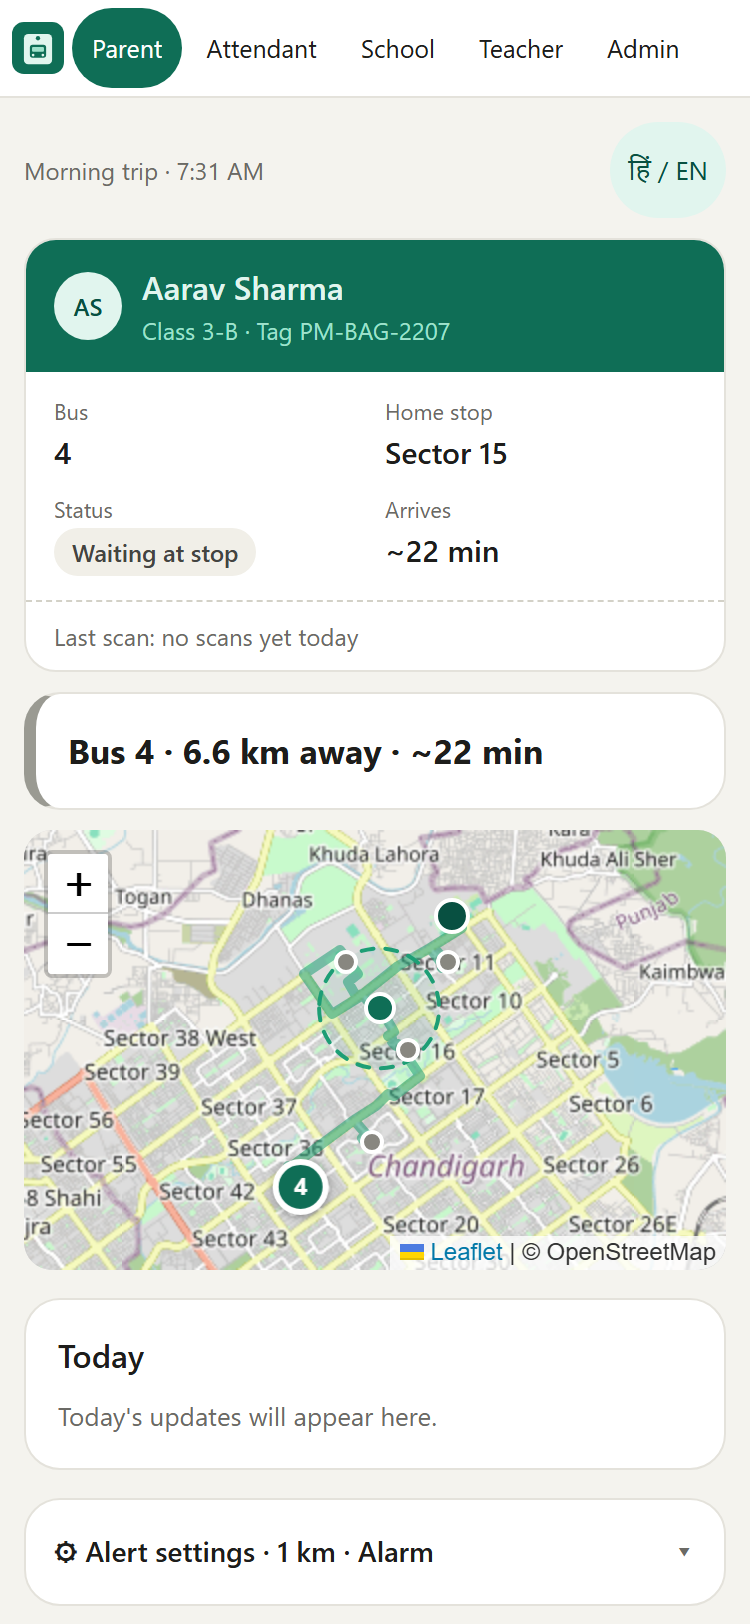 Parent Attendant School Teacher Admin
Morning trip · 7:31 AM
हिं / EN
AS
Aarav Sharma
Class 3-B · Tag PM-BAG-2207
Bus
Home stop
4
Sector 15
Status
Arrives
Waiting at stop
~22 min
Last scan: no scans yet today
Bus 4 · 6.6 km away · ~22 min
+
−
Khuda Lahora
Khuda Ali Sher
Togan
Dhanas
Punjab
Kaimbwa
Sector 10
Sector 38 West
Sector 39
Sector 5
Sector 17
Sector 37
Sector 6
ector 56
Sector 36
Sector 55
Chandigarh
Sector 26
8 Shahi
Sector 42
4
jra
Sector 43
Sector 20
Sector 26E
Leaflet | © OpenStreetMap
Today
Today's updates will appear here.
⚙ Alert settings · 1 km · Alarm ▼